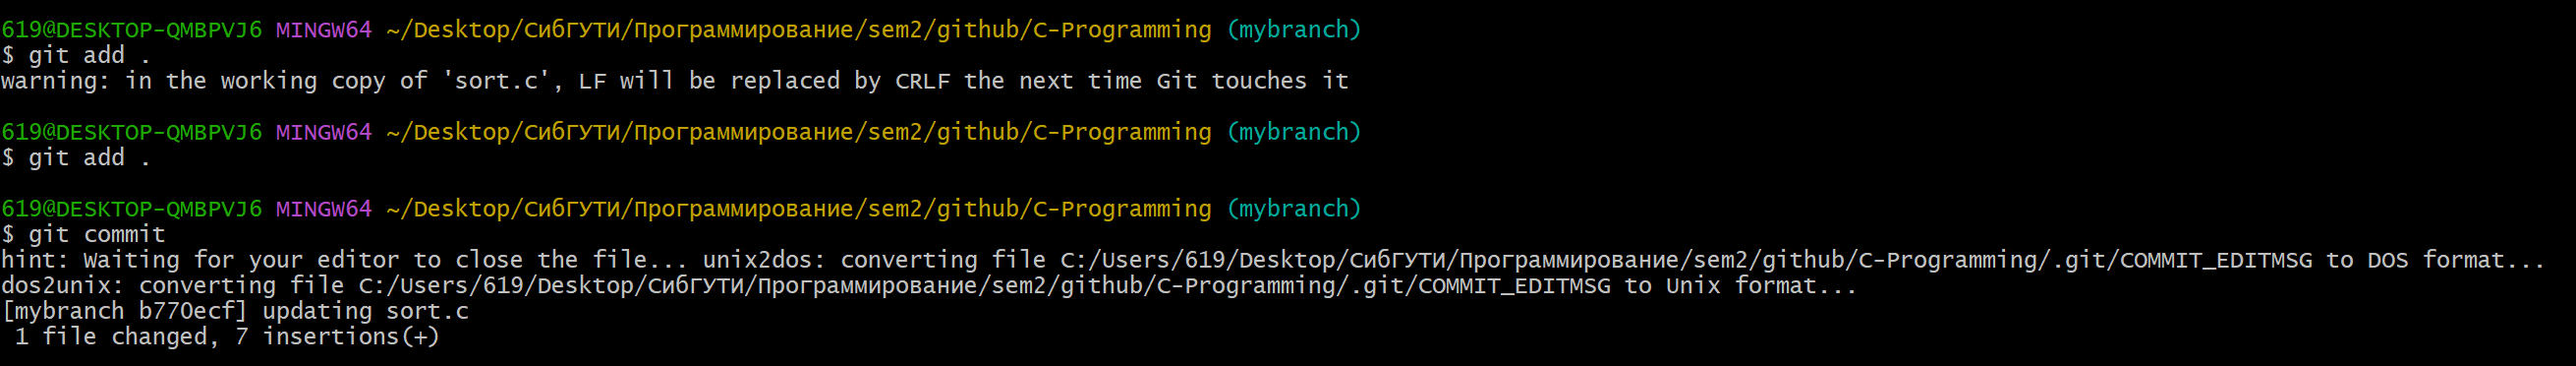 619@DESKTOP-QMBPVJ6 MINGW64 ~/Desktop/СибГУТИ/Программирование/sem2/github/C-Programming (mybranch)
$ git add .
warning: in the working copy of 'sort.c', LF will be replaced by CRLF the next time Git touches it
619@DESKTOP-QMBPVJ6 MINGW64 ~/Desktop/СибГУТИ/Программирование/sem2/github/C-Programming (mybranch)
$ git add .
619@DESKTOP-QMBPVJ6 MINGW64 ~/Desktop/СибГУТИ/Программирование/sem2/github/C-Programming (mybranch)
$ git commit
hint: Waiting for your editor to close the file... unix2dos: converting file C:/Users/619/Desktop/СибГУТИ/Программирование/sem2/github/C-Programming/.git/COMMIT_EDITMSG to DOS format...
dos2unix: converting file C:/Users/619/Desktop/СибГУТИ/Программирование/sem2/github/C-Programming/.git/COMMIT_EDITMSG to Unix format...
[mybranch b770ecf] updating sort.c
 1 file changed, 7 insertions(+)